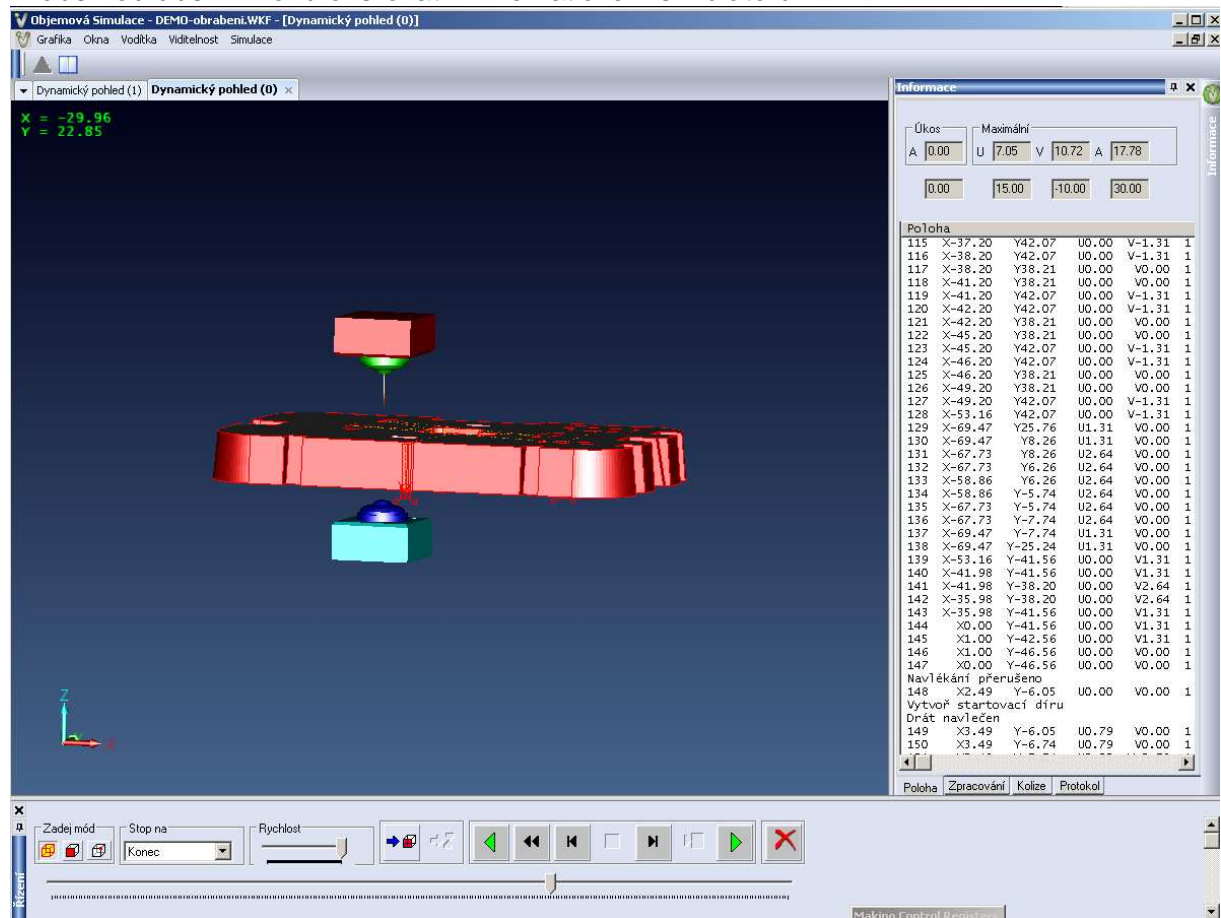 Objemová Simulace - DEMO-obrabeni.WKF - [Dynamický pohled (0)]
Grafika Okna Vodítka Viditelnost Simulace
Dynamický pohled (1) Dynamický pohled (0)
X = -29.96
Y = 22.85
Z
X
Informace
Informace
Úkos Maximální
A 0.00 U 7.05 V 10.72 A 17.78
0.00 15.00 -10.00 30.00
Poloha
115 X-37.20 Y42.07 U0.00 V-1.31 1
116 X-38.20 Y42.07 U0.00 V-1.31 1
117 X-38.20 Y38.21 U0.00 V0.00 1
118 X-41.20 Y38.21 U0.00 V0.00 1
119 X-41.20 Y42.07 U0.00 V-1.31 1
120 X-42.20 Y42.07 U0.00 V-1.31 1
121 X-42.20 Y38.21 U0.00 V0.00 1
122 X-45.20 Y38.21 U0.00 V0.00 1
123 X-45.20 Y42.07 U0.00 V-1.31 1
124 X-46.20 Y42.07 U0.00 V-1.31 1
125 X-46.20 Y38.21 U0.00 V0.00 1
126 X-49.20 Y38.21 U0.00 V0.00 1
127 X-49.20 Y42.07 U0.00 V-1.31 1
128 X-53.16 Y42.07 U0.00 V-1.31 1
129 X-69.47 Y25.76 U1.31 V0.00 1
130 X-69.47 Y8.26 U1.31 V0.00 1
131 X-67.73 Y8.26 U2.64 V0.00 1
132 X-67.73 Y6.26 U2.64 V0.00 1
133 X-58.86 Y6.26 U2.64 V0.00 1
134 X-58.86 Y-5.74 U2.64 V0.00 1
135 X-67.73 Y-5.74 U2.64 V0.00 1
136 X-67.73 Y-7.74 U2.64 V0.00 1
137 X-69.47 Y-7.74 U1.31 V0.00 1
138 X-69.47 Y-25.24 U1.31 V0.00 1
139 X-53.16 Y-41.56 U0.00 V1.31 1
140 X-41.98 Y-41.56 U0.00 V1.31 1
141 X-41.98 Y-38.20 U0.00 V2.64 1
142 X-35.98 Y-38.20 U0.00 V2.64 1
143 X-35.98 Y-41.56 U0.00 V1.31 1
144 X0.00 Y-41.56 U0.00 V1.31 1
145 X1.00 Y-42.56 U0.00 V1.31 1
146 X1.00 Y-46.56 U0.00 V0.00 1
147 X0.00 Y-46.56 U0.00 V0.00 1
Navlékání přerušeno
148 X2.49 Y-6.05 U0.00 V0.00 1
Vytvoř startovací díru
Drát navlečen
149 X3.49 Y-6.05 U0.79 V0.00 1
150 X3.49 Y-6.74 U0.79 V0.00 1
Poloha Zpracování Kolize Protokol
Řízení
Zadej mód Stop na Rychlost
Konec
Makino Control Registers